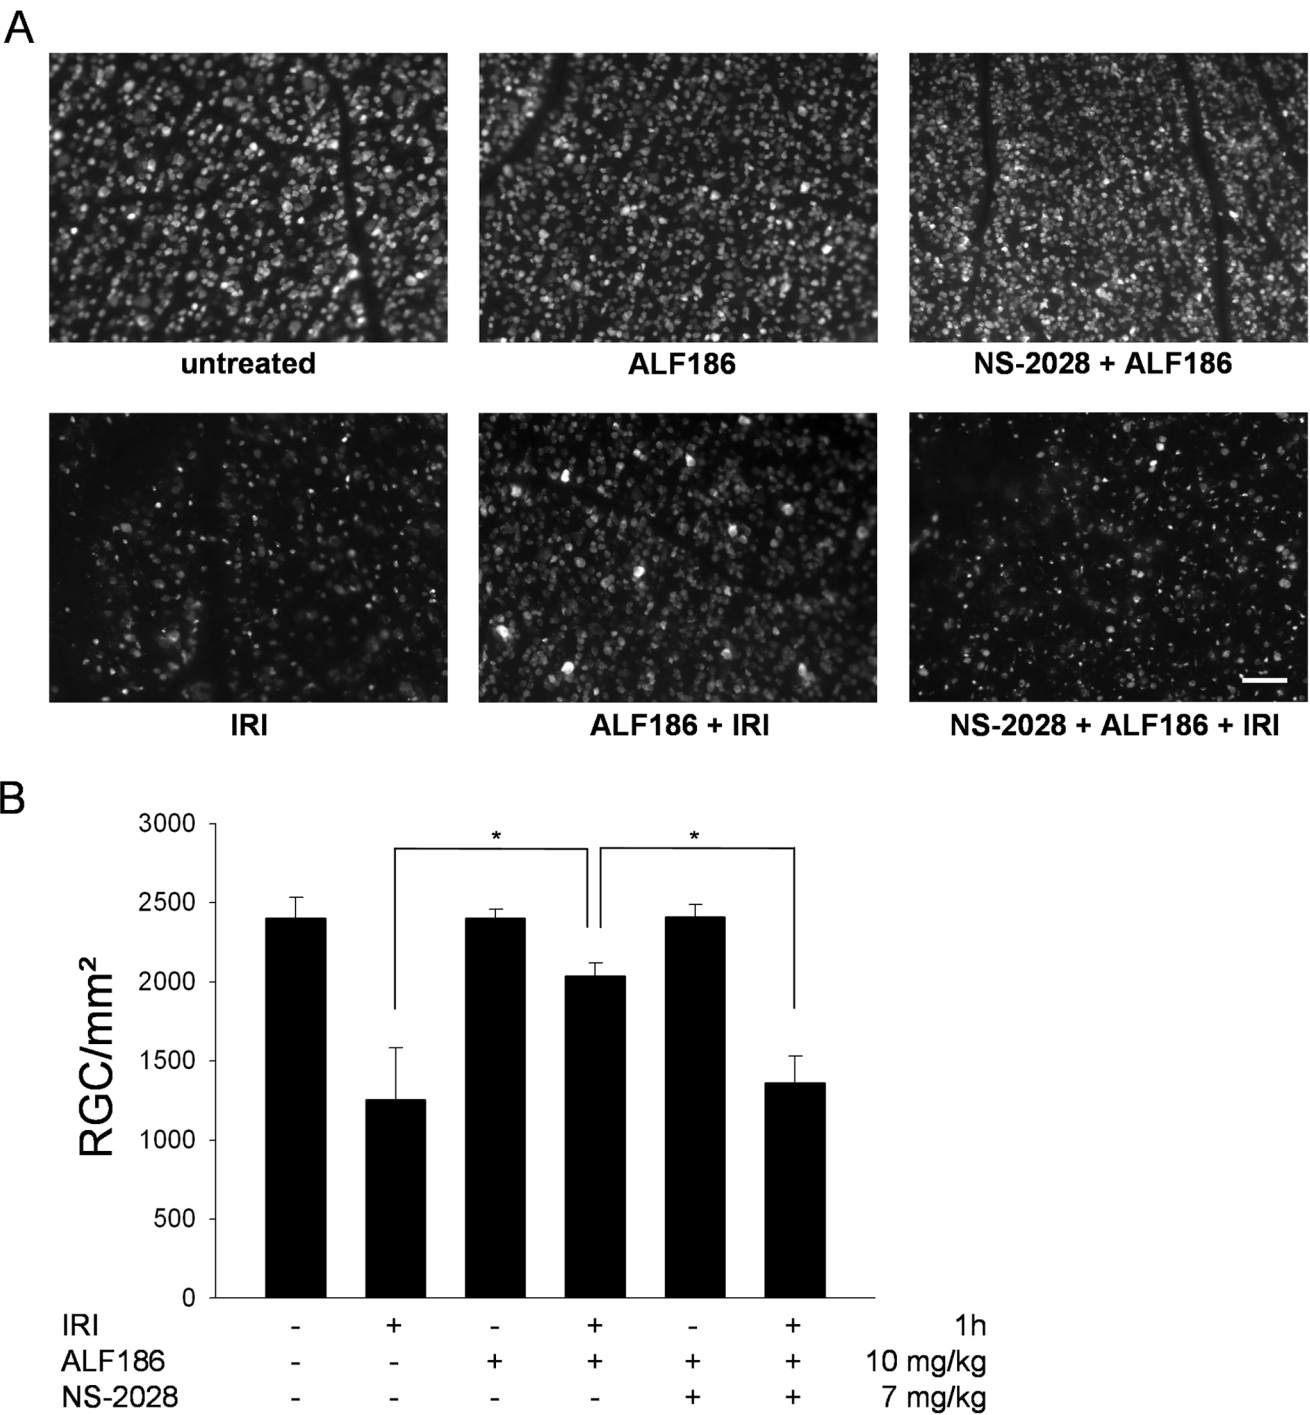 A
untreated
ALF186
NS-2028 + ALF186
IRI
ALF186 + IRI
NS-2028 + ALF186 + IRI
B
3000
2500
2000
1500
1000
500
0
RGC/mm²
*
*
IRI - + - + - + 1h
ALF186 - - + + + + 10 mg/kg
NS-2028 - - - - + + 7 mg/kg